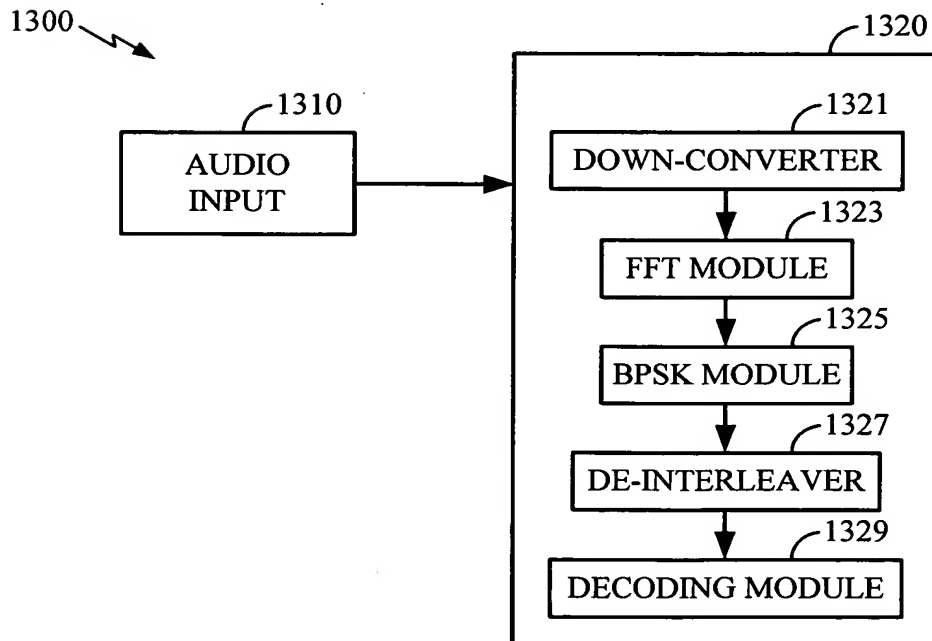 1300
1320
1310
AUDIO
INPUT
1321
DOWN-CONVERTER
1323
FFT MODULE
1325
BPSK MODULE
1327
DE-INTERLEAVER
1329
DECODING MODULE